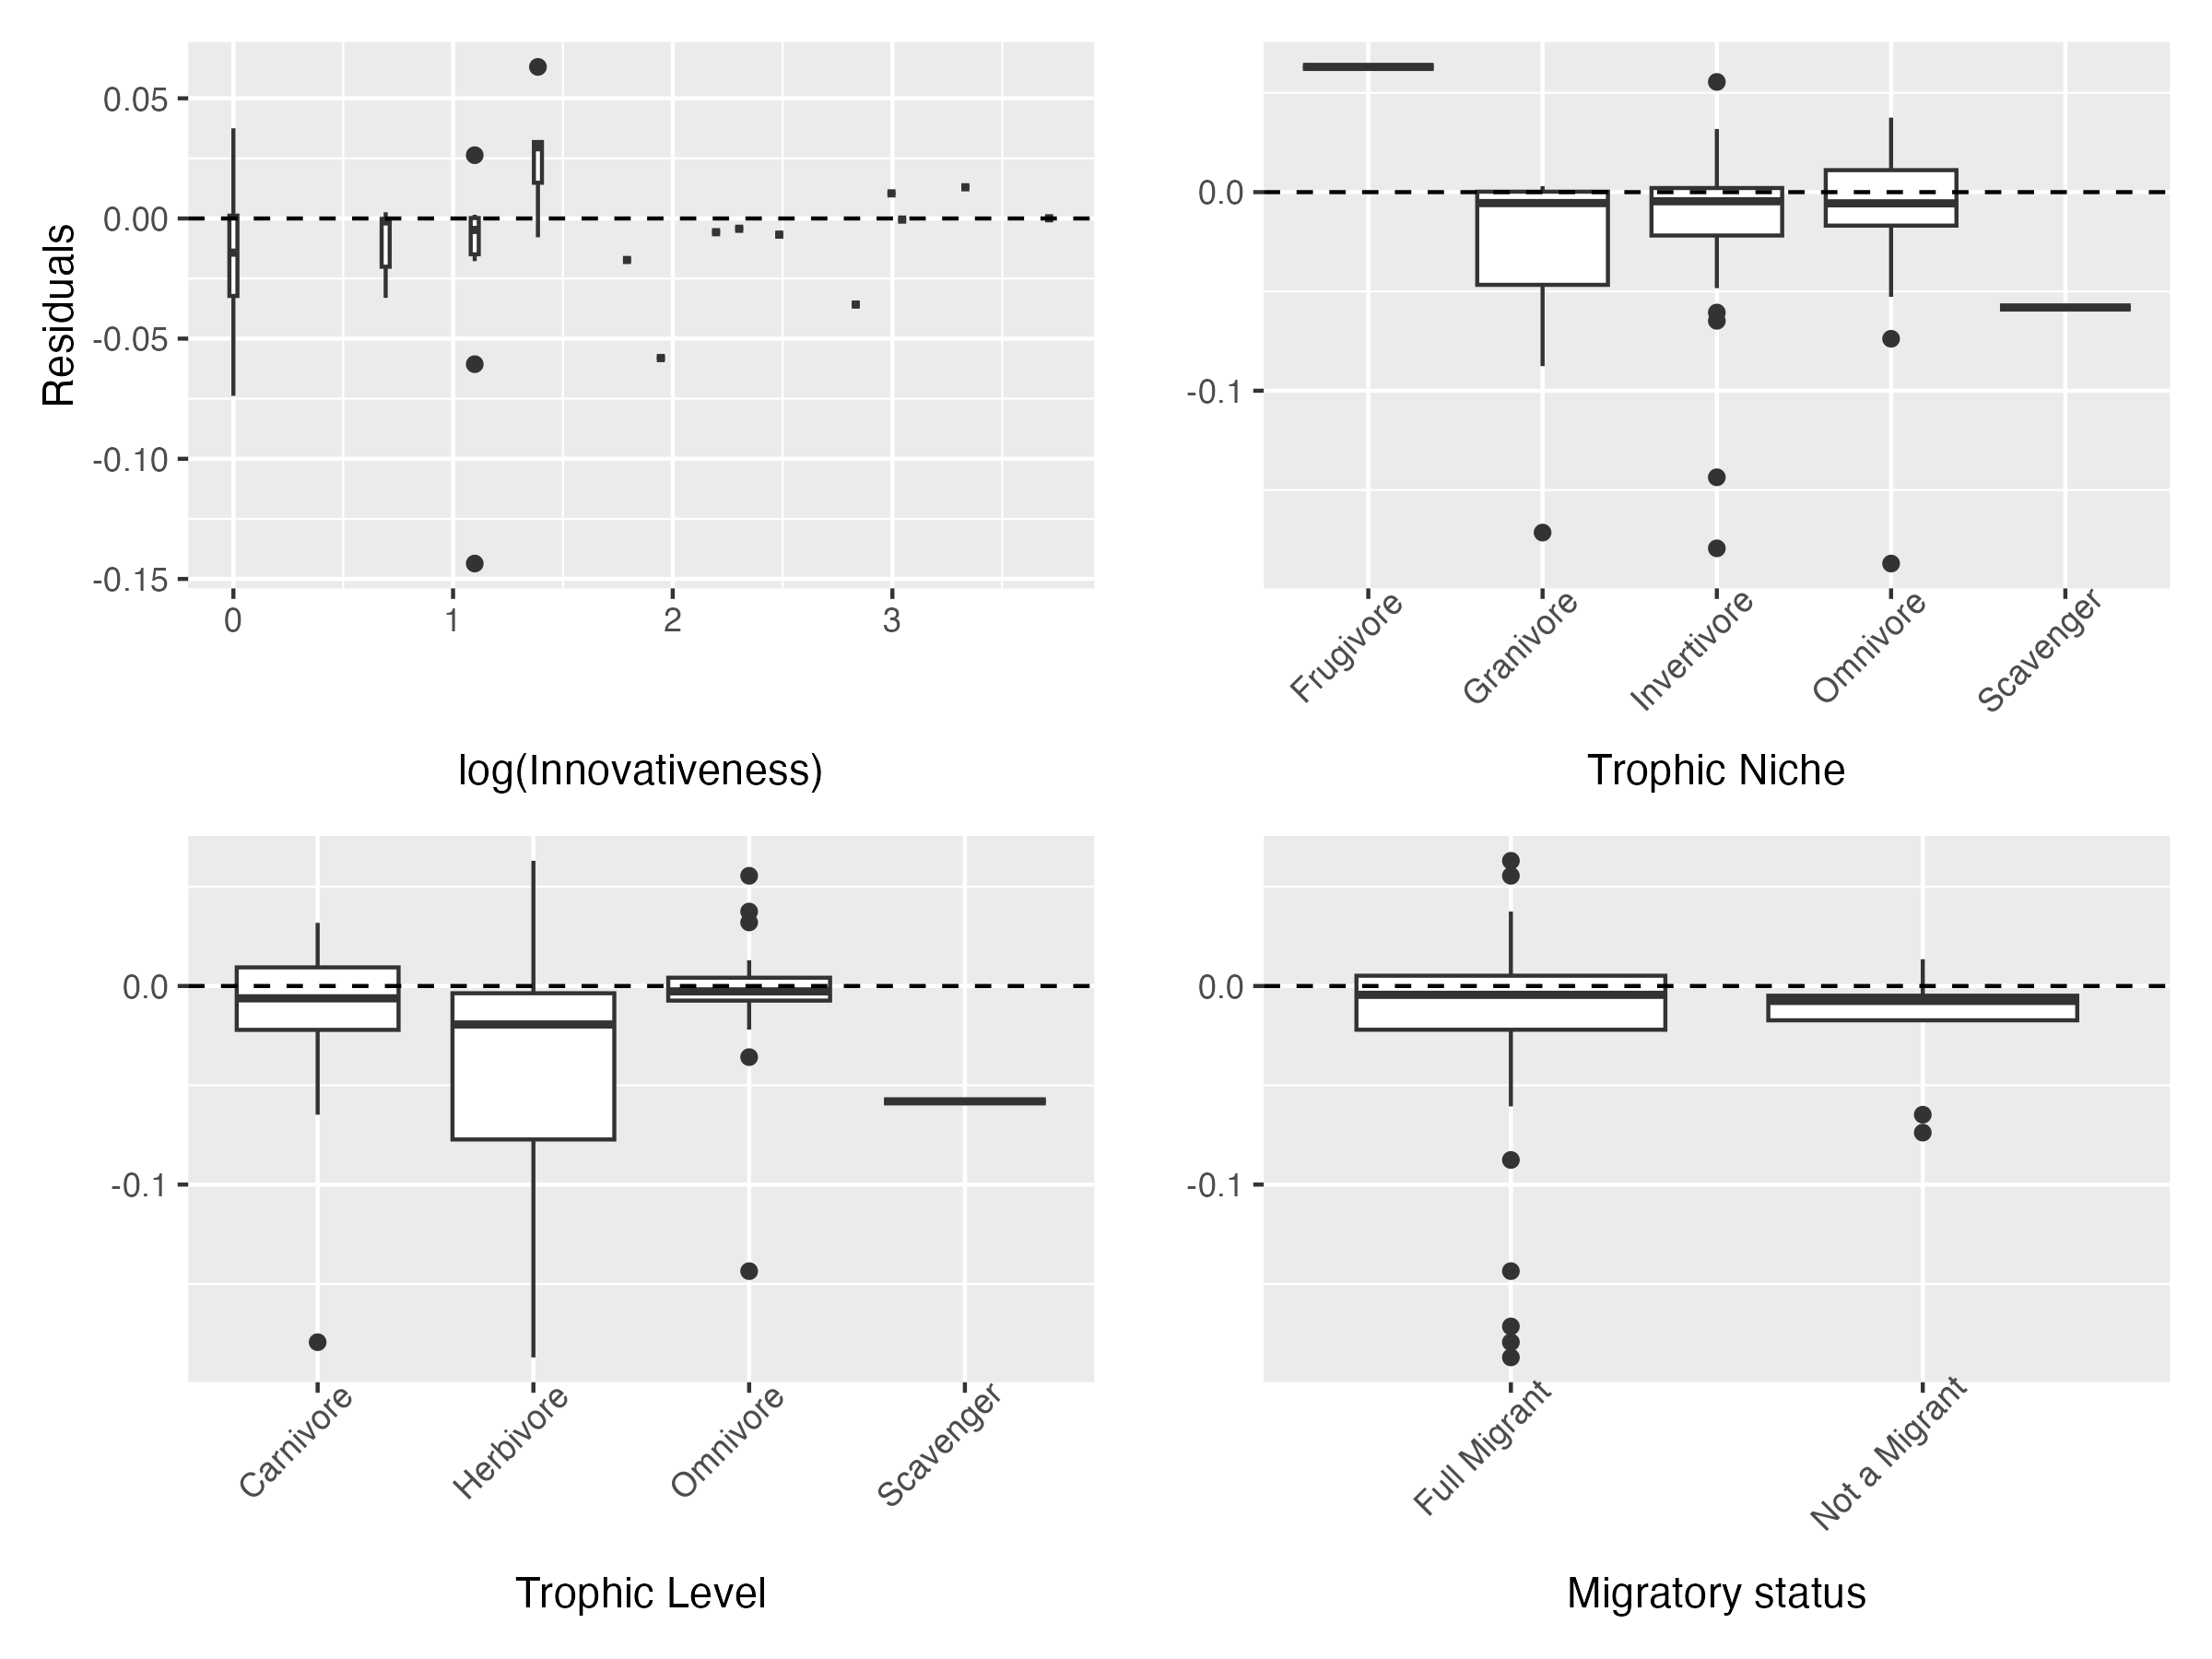 Residuals
0.05
0.00
-0.05
-0.10
-0.15
0
1
2
3
log(Innovativeness)
0.0
-0.1
Frugivore
Granivore
Invertivore
Omnivore
Scavenger
Trophic Niche
0.0
-0.1
Carnivore
Herbivore
Omnivore
Scavenger
Trophic Level
0.0
-0.1
Full Migrant
Not a Migrant
Migratory status